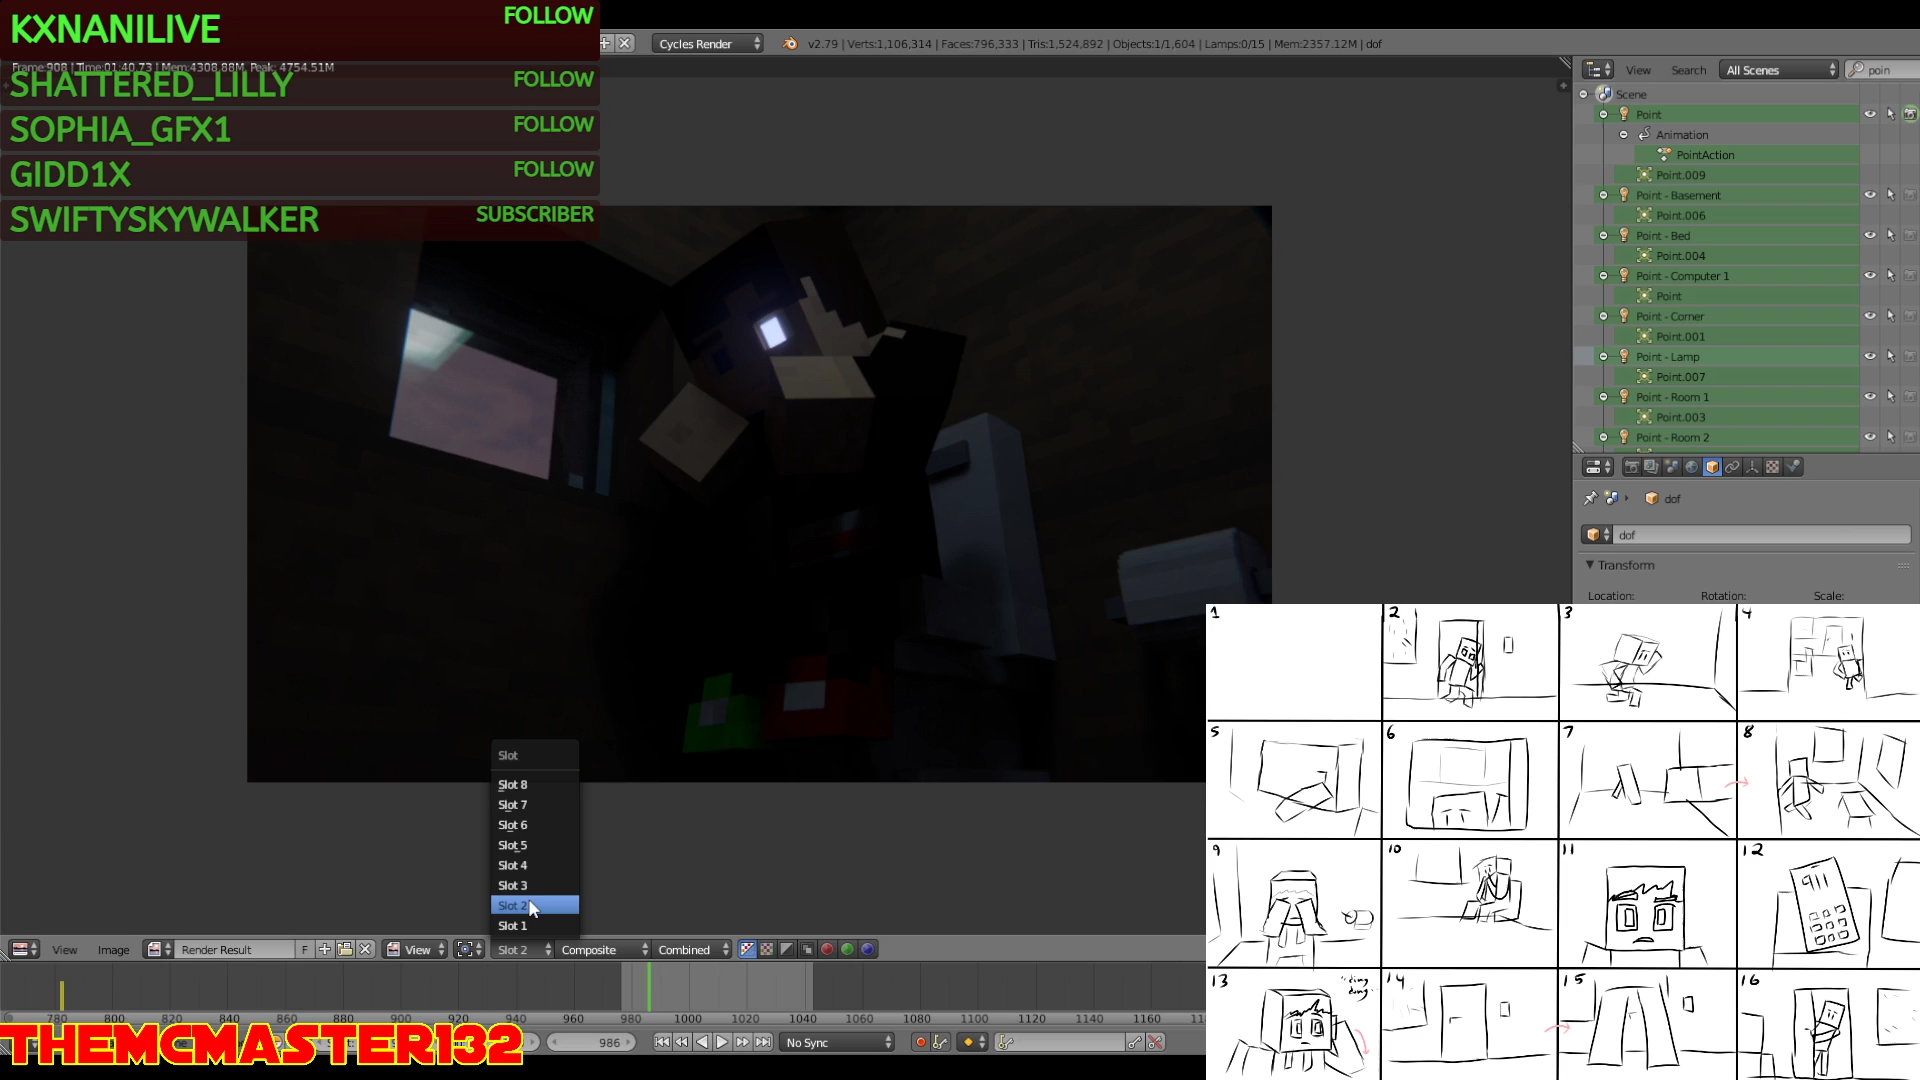 KXNANILIVE FOLLOW
Cycles Render v2.79 | Verts:1,106,314 | Faces:796,333 | Tris:1,524,892 | Objects:1/1,604 | Lamps:0/15 | Mem:2357.12M | dof
Frame:908 | Time:01:40.73 | Mem:4308.88M, Peak: 4754.51M
SHATTERED_LILLY FOLLOW
SOPHIA_GFX1 FOLLOW
GIDD1X FOLLOW
SWIFTYSKYWALKER SUBSCRIBER
View Search All Scenes poin
Scene
Point
Animation
PointAction
Point.009
Point - Basement
Point.006
Point - Bed
Point.004
Point - Computer 1
Point
Point - Corner
Point.001
Point - Lamp
Point.007
Point - Room 1
Point.003
Point - Room 2
dof
dof
Transform
Location: Rotation: Scale:
Slot
Slot 8
Slot 7
Slot 6
Slot 5
Slot 4
Slot 3
Slot 2
Slot 1
View Image Render Result F View Slot 2 Composite Combined
780 800 820 840 860 880 900 920 940 960 980 1000 1020 1040 1060 1080 1100 1120 1140 1160
THEMCMASTER132
986 No Sync
1 2 3 4
5 6 7 8
9 10 11 12
911
13 14 15 16
"ding dong"